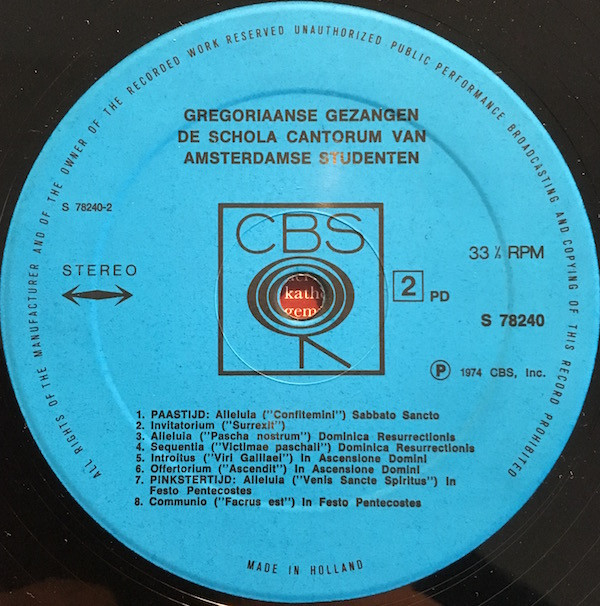 ALL RIGHTS OF THE MANUFACTURER AND OF THE OWNER OF THE RECORDED WORK RESERVED UNAUTHORIZED PUBLIC PERFORMANCE BROADCASTING AND COPYING OF THIS RECORD PROHIBITED
GREGORIAANSE GEZANGEN
DE SCHOLA CANTORUM VAN
AMSTERDAMSE STUDENTEN
S 78240-2
CBS
STEREO
33⅓ RPM
2 PD
kathe
gem
S 78240
Ⓟ 1974 CBS, Inc.
1. PAASTIJD: Alleluia ("Confitemini") Sabbato Sancto
2. Invitatorium ("Surrexit")
3. Alleluia ("Pascha nostrum") Dominica Resurrectionis
4. Sequentia ("Victimae paschali") Dominica Resurrectionis
5. Introitus ("Viri Galilaei") In Ascensione Domini
6. Offertorium ("Ascendit") In Ascensione Domini
7. PINKSTERTIJD: Alleluia ("Venis Sancte Spiritus") In
Festo Pentecostes
8. Communio ("Facrus est") In Festo Pentecostes
MADE IN HOLLAND